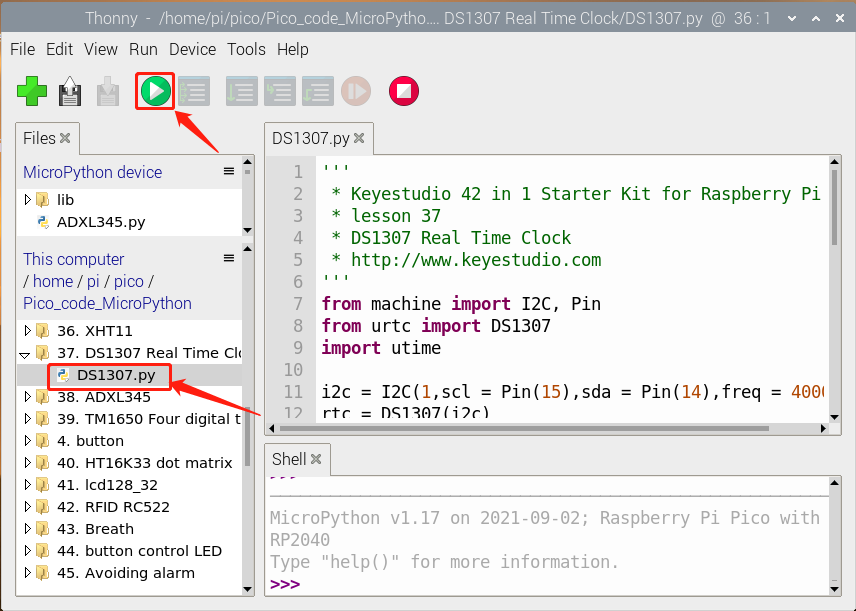 Thonny - /home/pi/pico/Pico_code_MicroPytho.... DS1307 Real Time Clock/DS1307.py @ 36 : 1
File Edit View Run Device Tools Help
Files
MicroPython device
lib
ADXL345.py
This computer
/ home / pi / pico /
Pico_code_MicroPython
36. XHT11
37. DS1307 Real Time Clo
DS1307.py
38. ADXL345
39. TM1650 Four digital t
4. button
40. HT16K33 dot matrix
41. lcd128_32
42. RFID RC522
43. Breath
44. button control LED
45. Avoiding alarm
DS1307.py
1 '''
2 * Keyestudio 42 in 1 Starter Kit for Raspberry Pi
3 * lesson 37
4 * DS1307 Real Time Clock
5 * http://www.keyestudio.com
6 '''
7 from machine import I2C, Pin
8 from urtc import DS1307
9 import utime
10
11 i2c = I2C(1,scl = Pin(15),sda = Pin(14),freq = 4000
12 rtc = DS1307(i2c)
Shell
>>>
MicroPython v1.17 on 2021-09-02; Raspberry Pi Pico with
RP2040
Type "help()" for more information.
>>>